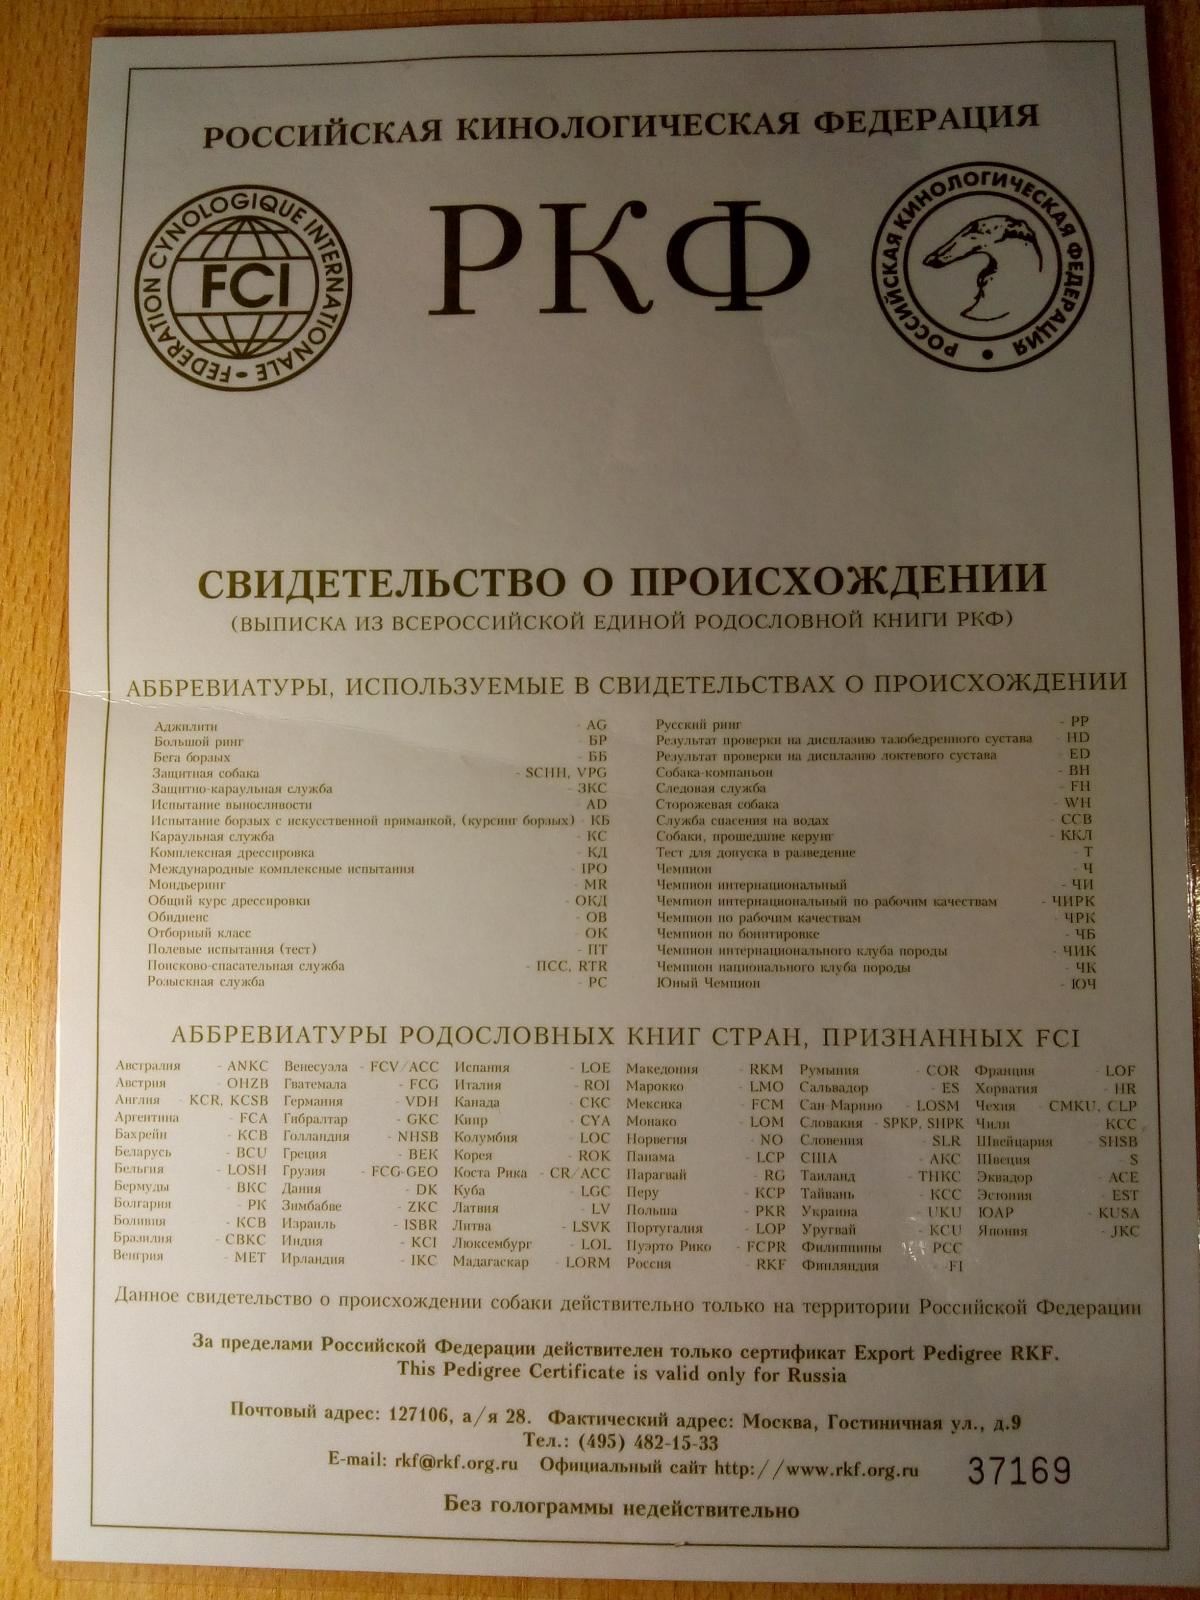 РОССИЙСКАЯ КИНОЛОГИЧЕСКАЯ ФЕДЕРАЦИЯ
FEDERATION CYNOLOGIQUE INTERNATIONALE
FCI
РКФ
РОССИЙСКАЯ КИНОЛОГИЧЕСКАЯ ФЕДЕРАЦИЯ
СВИДЕТЕЛЬСТВО О ПРОИСХОЖДЕНИИ
(ВЫПИСКА ИЗ ВСЕРОССИЙСКОЙ ЕДИНОЙ РОДОСЛОВНОЙ КНИГИ РКФ)
АББРЕВИАТУРЫ, ИСПОЛЬЗУЕМЫЕ В СВИДЕТЕЛЬСТВАХ О ПРОИСХОЖДЕНИИ
Аджилити - AG
Большой ринг - БР
Бега борзых - ББ
Защитная собака - SCHH, VPG
Защитно-караульная служба - ЗКС
Испытание выносливости - AD
Испытание борзых с искусственной приманкой, (курсинг борзых) - КБ
Караульная служба - КС
Комплексная дрессировка - КД
Международные комплексные испытания - IPO
Мондьеринг - MR
Общий курс дрессировки - ОКД
Обидиенс - OB
Отборный класс - ОК
Полевые испытания (тест) - ПТ
Поисково-спасательная служба - ПСС, RTR
Розыскная служба - РС
Русский ринг - РР
Результат проверки на дисплазию тазобедренного сустава - HD
Результат проверки на дисплазию локтевого сустава - ED
Собака-компаньон - BH
Следовая служба - FH
Сторожевая собака - WH
Служба спасения на водах - ССВ
Собаки, прошедшие керунг - ККЛ
Тест для допуска в разведение - Т
Чемпион - Ч
Чемпион интернациональный - ЧИ
Чемпион интернациональный по рабочим качествам - ЧИРК
Чемпион по рабочим качествам - ЧРК
Чемпион по бонитировке - ЧБ
Чемпион интернационального клуба породы - ЧИК
Чемпион национального клуба породы - ЧК
Юный Чемпион - ЮЧ
АББРЕВИАТУРЫ РОДОСЛОВНЫХ КНИГ СТРАН, ПРИЗНАННЫХ FCI
Австралия - ANKC
Австрия - OHZB
Англия - KCR, KCSB
Аргентина - FCA
Бахрейн - KCB
Беларусь - BCU
Бельгия - LOSH
Бермуды - BKC
Болгария - РК
Боливия - KCB
Бразилия - CBKC
Венгрия - MET
Венесуэла - FCV/ACC
Гватемала - FCG
Германия - VDH
Гибралтар - GKC
Голландия - NHSB
Греция - BEK
Грузия - FCG-GEO
Дания - DK
Зимбабве - ZKC
Израиль - ISBR
Индия - KCI
Ирландия - IKC
Испания - LOE
Италия - ROI
Канада - CKC
Кипр - CYA
Колумбия - LOC
Корея - ROK
Коста Рика - CR/ACC
Куба - LGC
Латвия - LV
Литва - LSVK
Люксембург - LOL
Мадагаскар - LORM
Македония - RKM
Марокко - LMO
Мексика - FCM
Монако - LOM
Норвегия - NO
Панама - LCP
Парагвай - RG
Перу - KCP
Польша - PKR
Португалия - LOP
Пуэрто Рико - FCPR
Россия - RKF
Румыния - COR
Сальвадор - ES
Сан-Марино - LOSM
Словакия - SPKP, SHPK
Словения - SLR
США - AKC
Таиланд - THKC
Тайвань - KCC
Украина - UKU
Уругвай - KCU
Филиппины PCC
Финляндия - FI
Франция - LOF
Хорватия - HR
Чехия - CMKU, CLP
Чили KCC
Швейцария - SHSB
Швеция - S
Эквадор - ACE
Эстония - EST
ЮАР - KUSA
Япония - JKC
Данное свидетельство о происхождении собаки действительно только на территории Российской Федерации
За пределами Российской Федерации действителен только сертификат Export Pedigree RKF.
This Pedigree Certificate is valid only for Russia
Почтовый адрес: 127106, а/я 28. Фактический адрес: Москва, Гостиничная ул., д.9
Тел.: (495) 482-15-33
E-mail: rkf@rkf.org.ru Официальный сайт http://www.rkf.org.ru
37169
Без голограммы недействительно